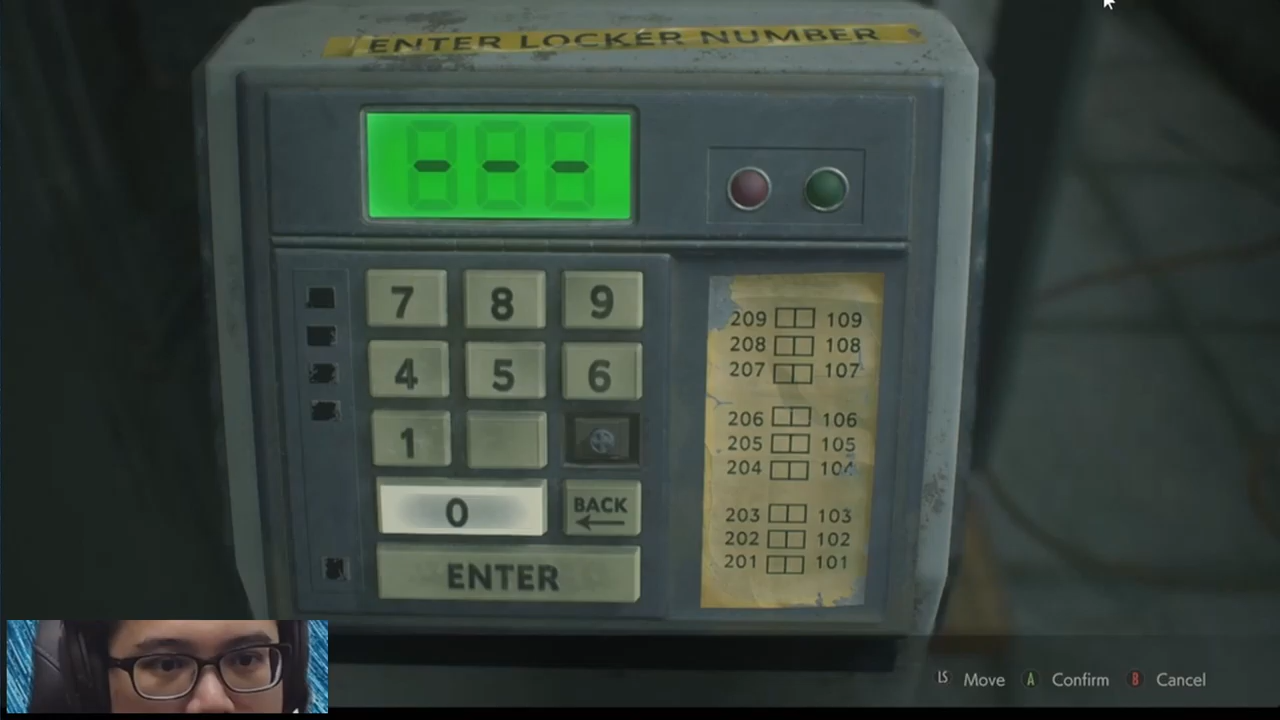 ENTER LOCKER NUMBER
7 8 9
4 5 6
1
0 BACK
ENTER
209 109
208 108
207 107
206 106
205 105
204 104
203 103
202 102
201 101
LS Move A Confirm B Cancel